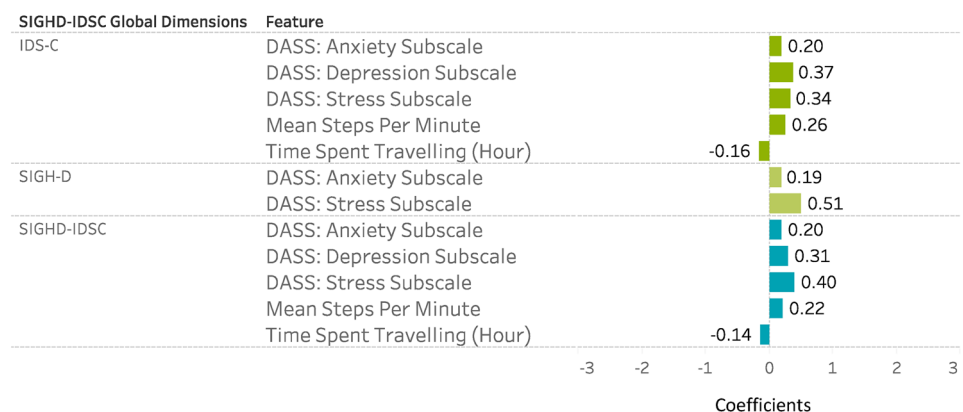 SIGHD-IDSC Global Dimensions Feature
IDS-C DASS: Anxiety Subscale 0.20
DASS: Depression Subscale 0.37
DASS: Stress Subscale 0.34
Mean Steps Per Minute 0.26
Time Spent Travelling (Hour) -0.16
SIGH-D DASS: Anxiety Subscale 0.19
DASS: Stress Subscale 0.51
SIGHD-IDSC DASS: Anxiety Subscale 0.20
DASS: Depression Subscale 0.31
DASS: Stress Subscale 0.40
Mean Steps Per Minute 0.22
Time Spent Travelling (Hour) -0.14
-3 -2 -1 0 1 2 3
Coefficients